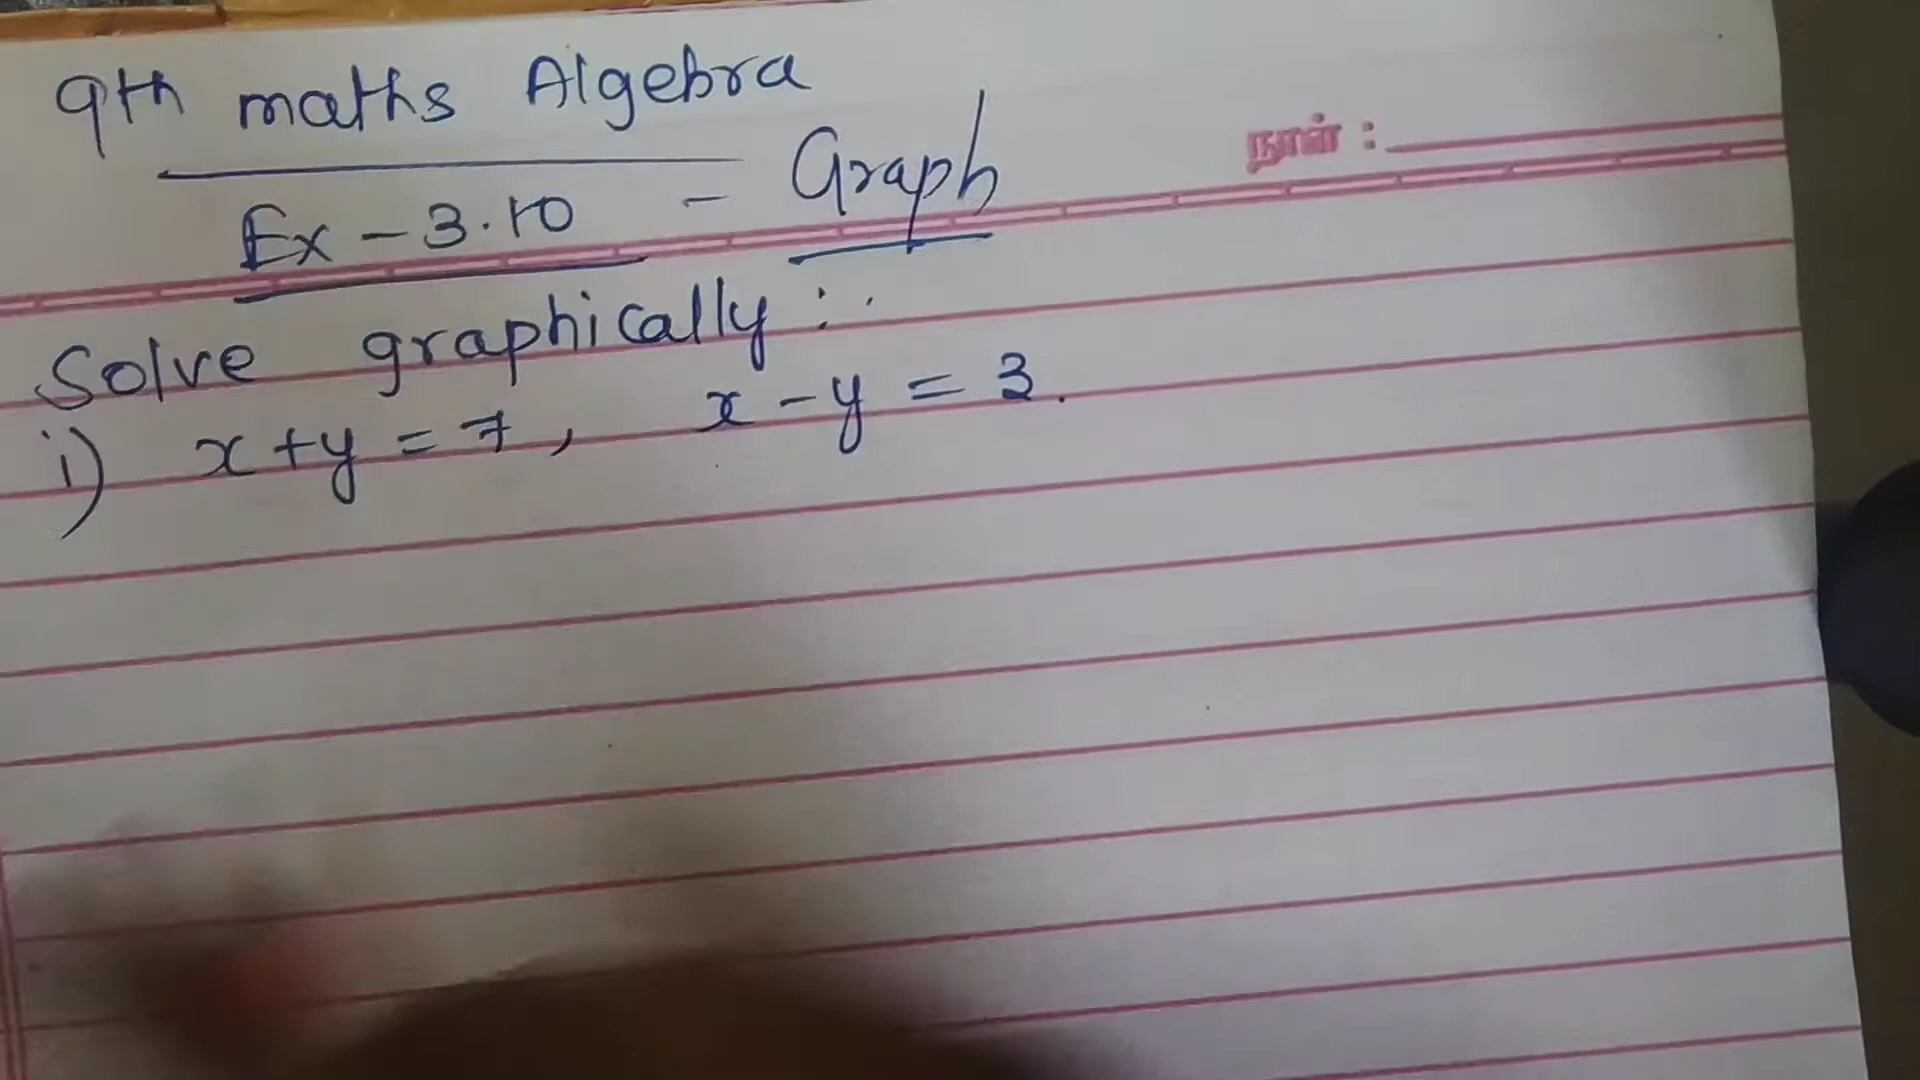 9th maths Algebra
Ex - 3.10 - Graph
நாள் :
Solve graphically :
i) x + y = 7, x - y = 3.